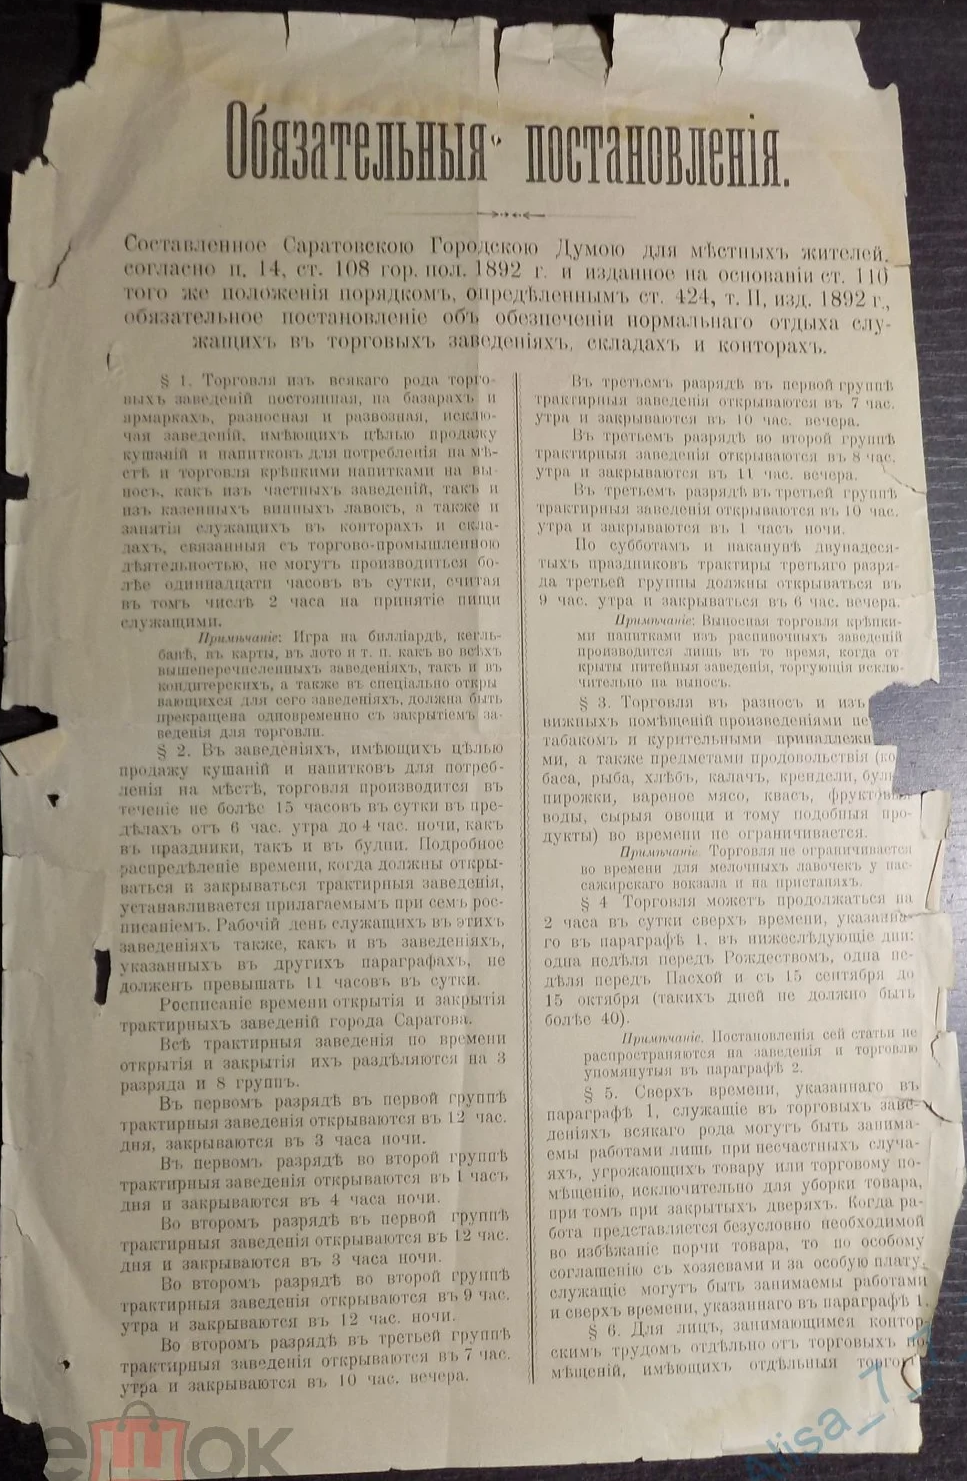 Обязательныя постановленія.
Составленное Саратовскою Городскою Думою для мѣстныхъ жителей,
согласно п. 14, ст. 108 гор. пол. 1892 г. и изданное на основаніи ст. 110
того же положенія порядкомъ, опредѣленнымъ ст. 424, т. II, изд. 1892 г.,
обязательное постановленіе объ обезпеченіи нормальнаго отдыха слу-
жащихъ въ торговыхъ заведеніяхъ, складахъ и конторахъ.
§ 1. Торговля изъ всякаго рода торго-
выхъ заведеній постоянная, на базарахъ и
ярмаркахъ, разносная и развозная, исклю-
чая заведеній, имѣющихъ цѣлью продажу
кушаній и напитковъ для потребленія на мѣ-
стѣ и торговля крѣпкими напитками на вы-
носъ, какъ изъ частныхъ заведеній, такъ и
изъ казенныхъ винныхъ лавокъ, а также и
занятія служащихъ въ конторахъ и скла-
дахъ, связанныя съ торгово-промышленною
дѣятельностью, не могутъ производиться бо-
лѣе одиннадцати часовъ въ сутки, считая
въ томъ числѣ 2 часа на принятіе пищи
служащими.
Примѣчаніе: Игра на билліардѣ, кегль-
банѣ, въ карты, въ лото и т. п. какъ во всѣхъ
вышеперечисленныхъ заведеніяхъ, такъ и въ
кондитерскихъ, а также въ спеціально откры
вающихся для сего заведеніяхъ, должна быть
прекращена одновременно съ закрытіемъ за-
веденія для торговли.
§ 2. Въ заведеніяхъ, имѣющихъ цѣлью
продажу кушаній и напитковъ для потреб-
ленія на мѣстѣ, торговля производится въ
теченіе не болѣе 15 часовъ въ сутки въ пре-
дѣлахъ отъ 6 час. утра до 4 час. ночи, какъ
въ праздники, такъ и въ будни. Подробное
распредѣленіе времени, когда должны откры-
ваться и закрываться трактирныя заведенія,
устанавливается прилагаемымъ при семъ рос-
писаніемъ. Рабочій день служащихъ въ этихъ
заведеніяхъ также, какъ и въ заведеніяхъ,
указанныхъ въ другихъ параграфахъ, не
долженъ превышать 11 часовъ въ сутки.
Росписаніе времени открытія и закрытія
трактирныхъ заведеній города Саратова.
Всѣ трактирныя заведенія по времени
открытія и закрытія ихъ раздѣляются на 3
разряда и 8 группъ.
Въ первомъ разрядѣ въ первой группѣ
трактирныя заведенія открываются въ 12 час.
дня, закрываются въ 3 часа ночи.
Въ первомъ разрядѣ во второй группѣ
трактирныя заведенія открываются въ 1 часъ
дня и закрываются въ 4 часа ночи.
Во второмъ разрядѣ въ первой группѣ
трактирныя заведенія открываются въ 12 час.
дня и закрываются въ 3 часа ночи.
Во второмъ разрядѣ во второй группѣ
трактирныя заведенія открываются въ 9 час.
утра и закрываются въ 12 час. ночи.
Во второмъ разрядѣ въ третьей группѣ
трактирныя заведенія открываются въ 7 час.
утра и закрываются въ 10 час. вечера.
Въ третьемъ разрядѣ въ первой группѣ
трактирныя заведенія открываются въ 7 час.
утра и закрываются въ 10 час. вечера.
Въ третьемъ разрядѣ во второй группѣ
трактирныя заведенія открываются въ 8 час.
утра и закрываются въ 11 час. вечера.
Въ третьемъ разрядѣ въ третьей группѣ
трактирныя заведенія открываются въ 10 час.
утра и закрываются въ 1 часъ ночи.
По субботамъ и наканунѣ двунадеся-
тыхъ праздниковъ трактиры третьяго разря-
да третьей группы должны открываться въ
9 час. утра и закрываться въ 6 час. вечера.
Примѣчаніе: Выносная торговля крѣпки-
ми напитками изъ распивочныхъ заведеній
производится лишь въ то время, когда от
крыты питейныя заведенія, торгующія исклю-
чительно на выносъ.
§ 3. Торговля въ разносъ и изъ
вижныхъ помѣщеній произведеніями пе
табакомъ и курительными принадлежн
ми, а также предметами продовольствія (ко
баса, рыба, хлѣбъ, калачъ, крендели, бул
пирожки, вареное мясо, квасъ, фруктовыя
воды, сырыя овощи и тому подобныя про-
дукты) во времени не ограничивается.
Примѣчаніе. Торговля не ограничивается
во времени для мелочныхъ лавочекъ у пас-
сажирскаго вокзала и на пристаняхъ.
§ 4 Торговля можетъ продолжаться на
2 часа въ сутки сверхъ времени, указанна-
го въ параграфѣ 1, въ нижеслѣдующіе дни:
одна недѣля передъ Рождествомъ, одна не-
дѣля передъ Пасхой и съ 15 сентября до
15 октября (такихъ дней не должно быть
болѣе 40).
Примѣчаніе. Постановленія сей статьи не
распространяются на заведенія и торговлю
упомянутыя въ параграфѣ 2.
§ 5. Сверхъ времени, указаннаго въ
параграфѣ 1, служащіе въ торговыхъ заве-
деніяхъ всякаго рода могутъ быть занима-
емы работами лишь при несчастныхъ случа-
яхъ, угрожающихъ товару или торговому по-
мѣщенію, исключительно для уборки товара,
при томъ при закрытыхъ дверяхъ. Когда ра-
бота представляется безусловно необходимой
во избѣжаніе порчи товара, то по особому
соглашенію съ хозяевами и за особую плату,
служащіе могутъ быть занимаемы работами
и сверхъ времени, указаннаго въ параграфѣ 1.
§ 6. Для лицъ, занимающимся контор-
скимъ трудомъ отдѣльно отъ торговыхъ по-
мѣщеній, имѣющихъ отдѣльныя торгов
ешок
Alisa_7_7